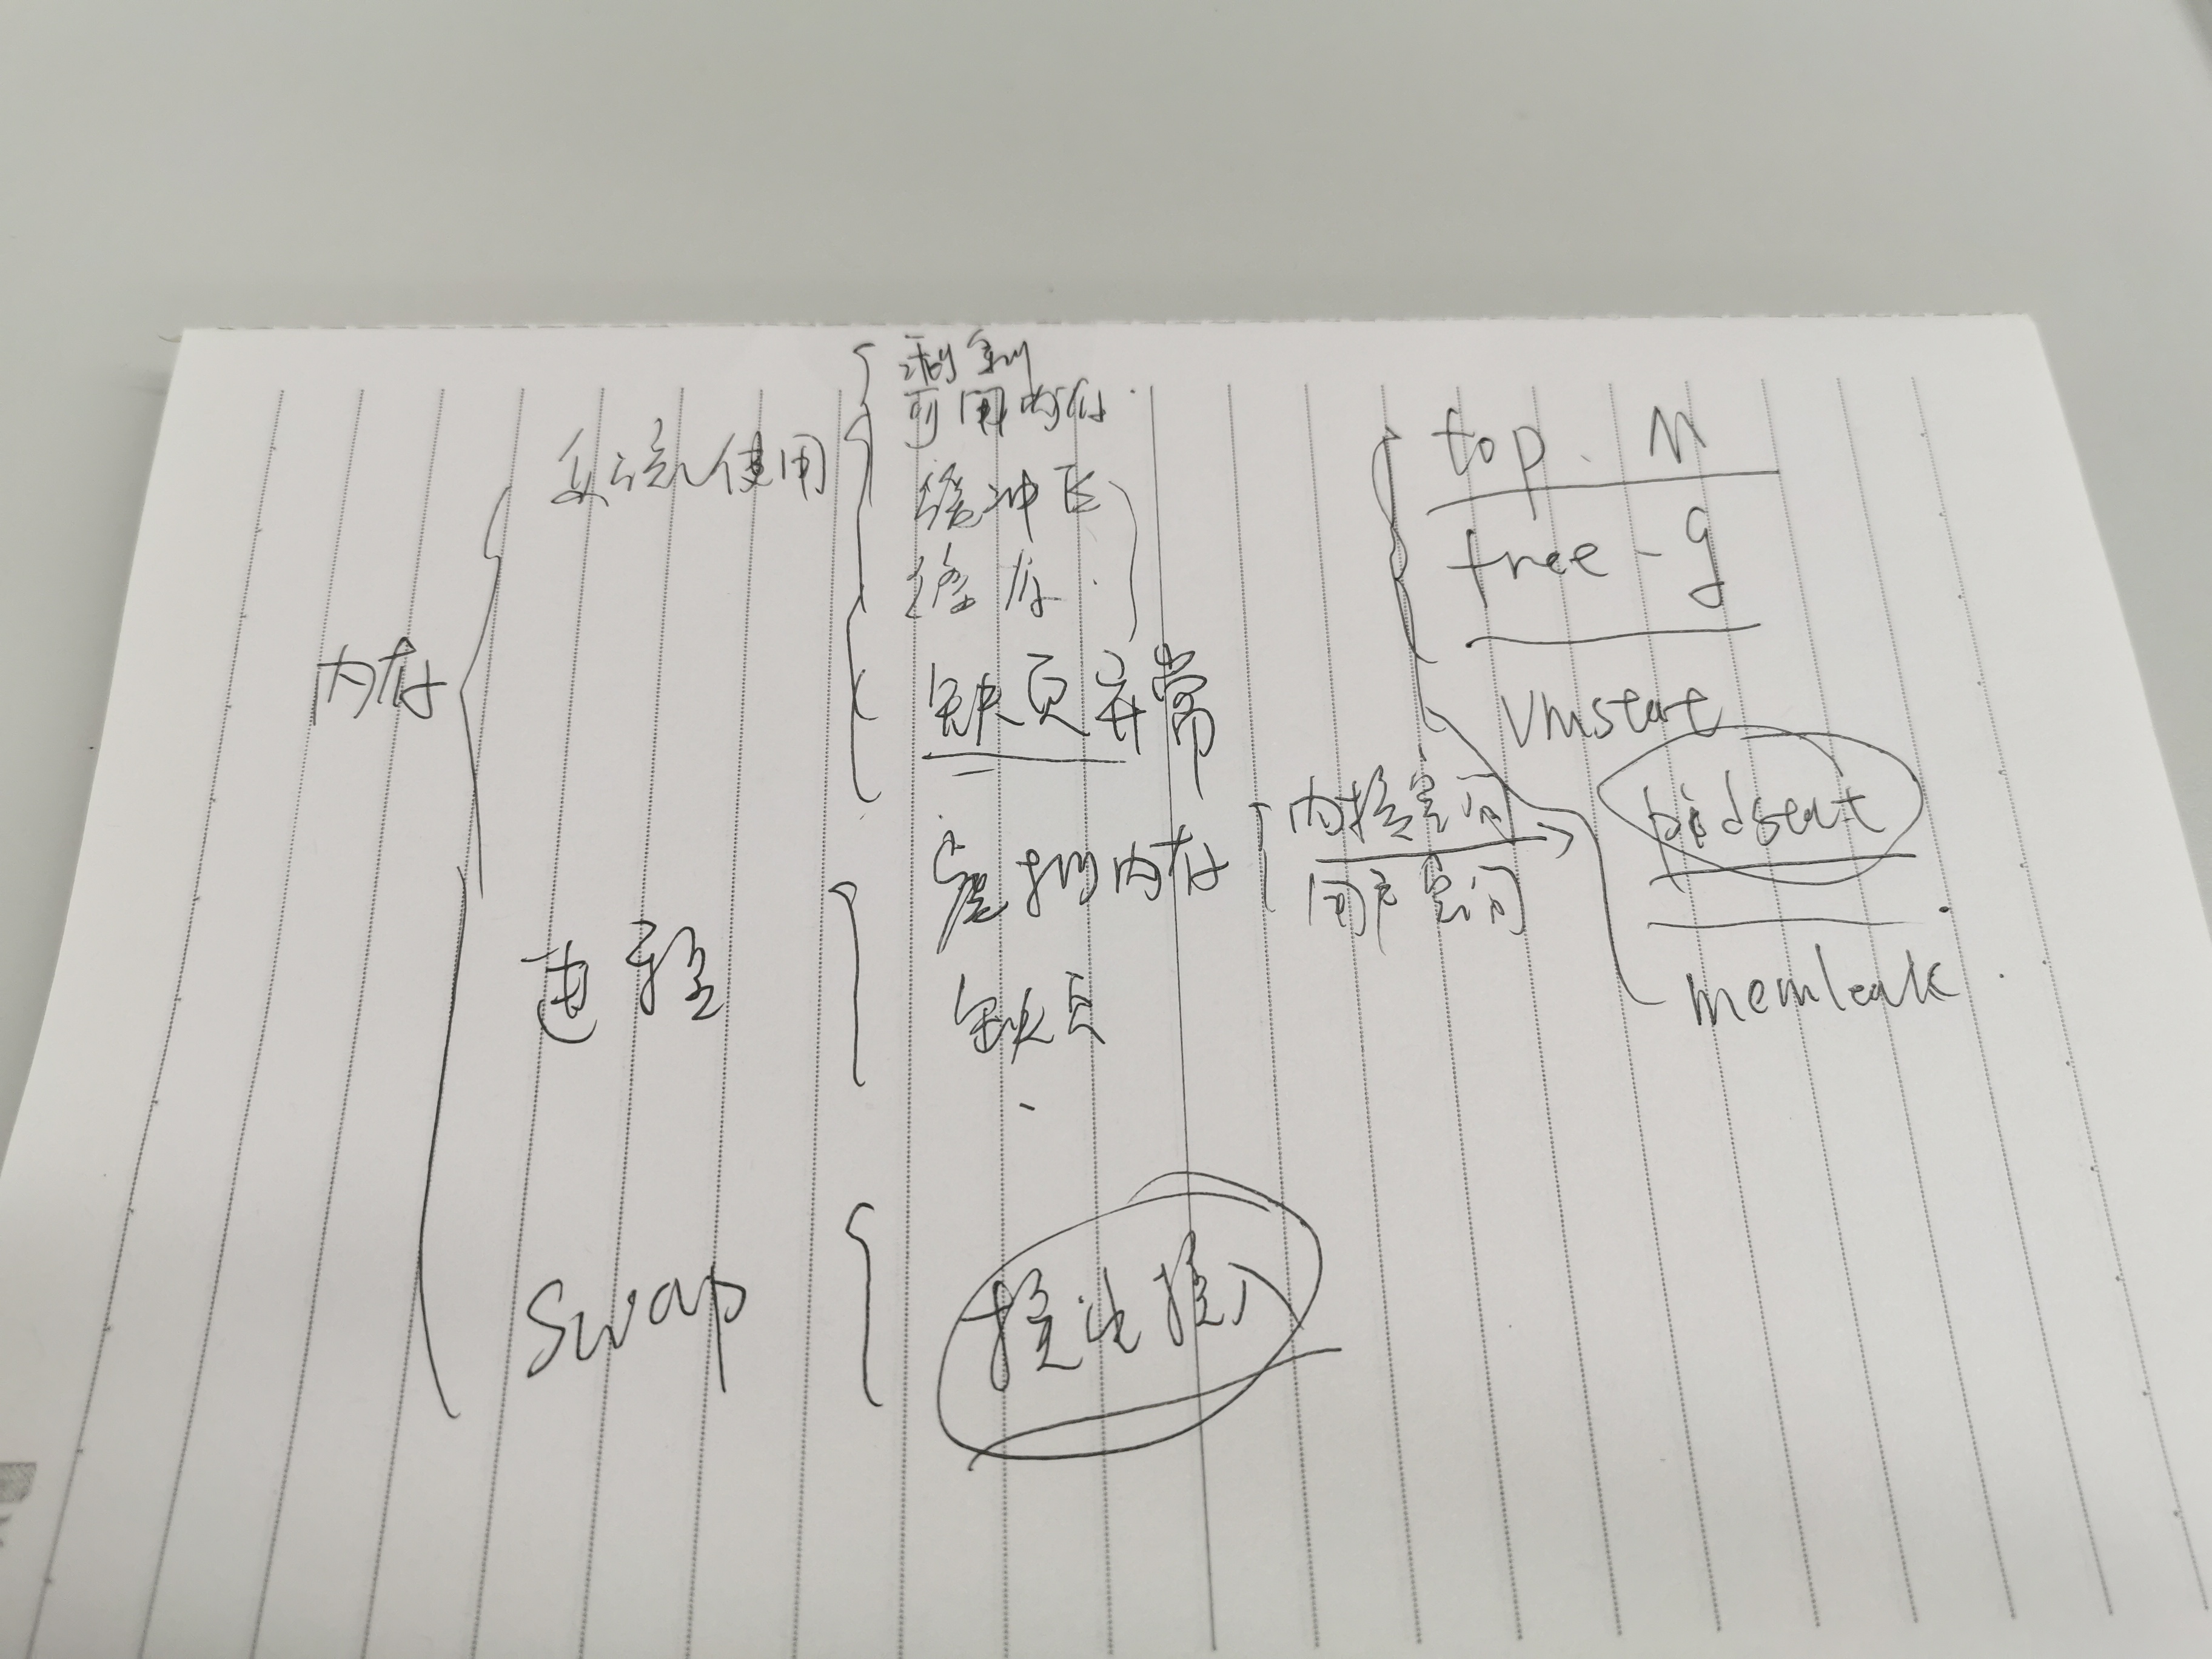 内存
系统使用
剩余
可用内存
缓冲区
缓存
缺页异常
进程
虚拟内存
内核空间
用户空间
缺页
Swap
换出换入
top. M
free -g
vmstat
pidstat
memleak